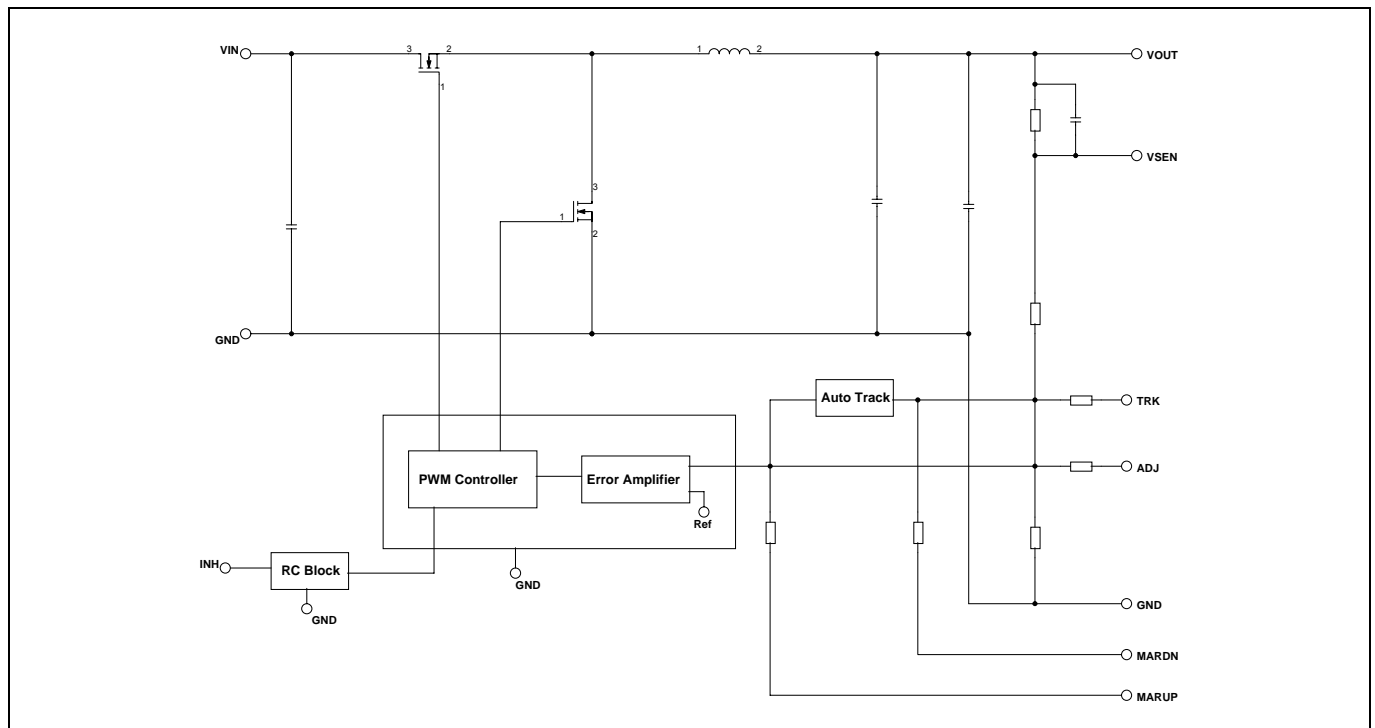 VIN
3
2
1
1
2
VOUT
VSEN
3
1
2
GND
Auto Track
TRK
ADJ
PWM Controller
Error Amplifier
Ref
INH
RC Block
GND
GND
GND
MARDN
MARUP